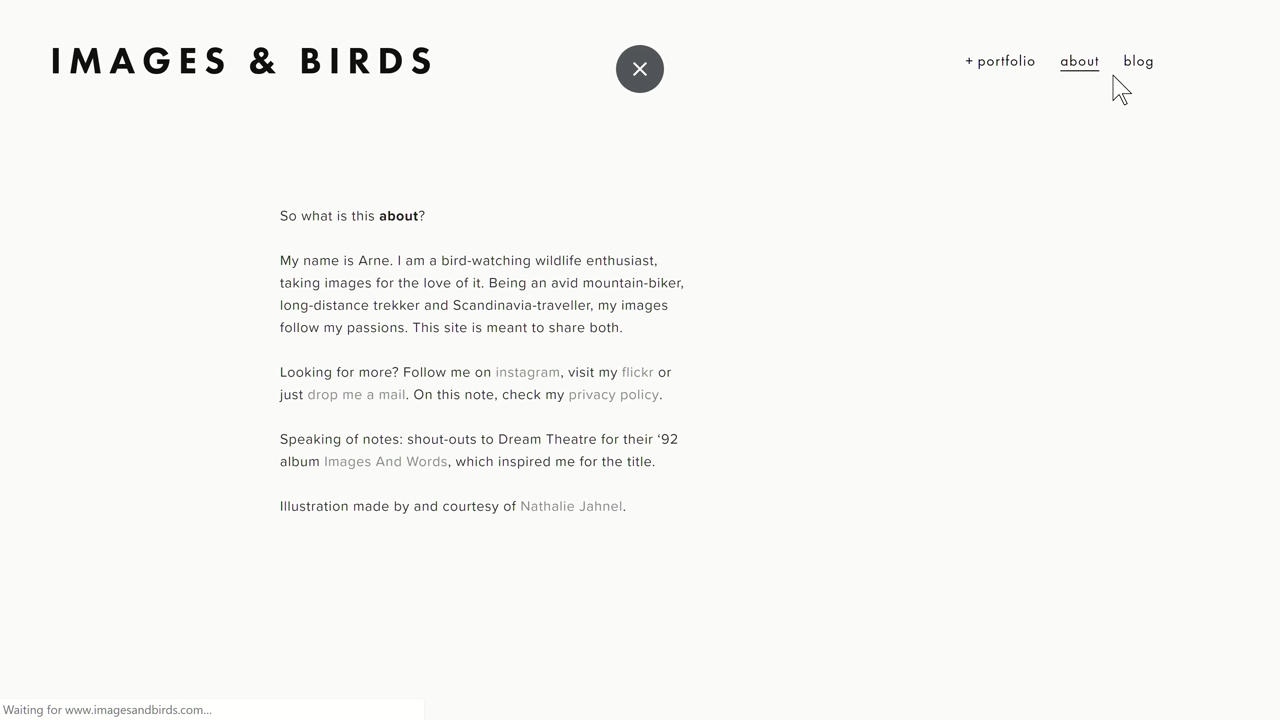 IMAGES & BIRDS
+ portfolio about blog
So what is this about?
My name is Arne. I am a bird-watching wildlife enthusiast,
taking images for the love of it. Being an avid mountain-biker,
long-distance trekker and Scandinavia-traveller, my images
follow my passions. This site is meant to share both.
Looking for more? Follow me on instagram, visit my flickr or
just drop me a mail. On this note, check my privacy policy.
Speaking of notes: shout-outs to Dream Theatre for their ‘92
album Images And Words, which inspired me for the title.
Illustration made by and courtesy of Nathalie Jahnel.
Waiting for www.imagesandbirds.com...